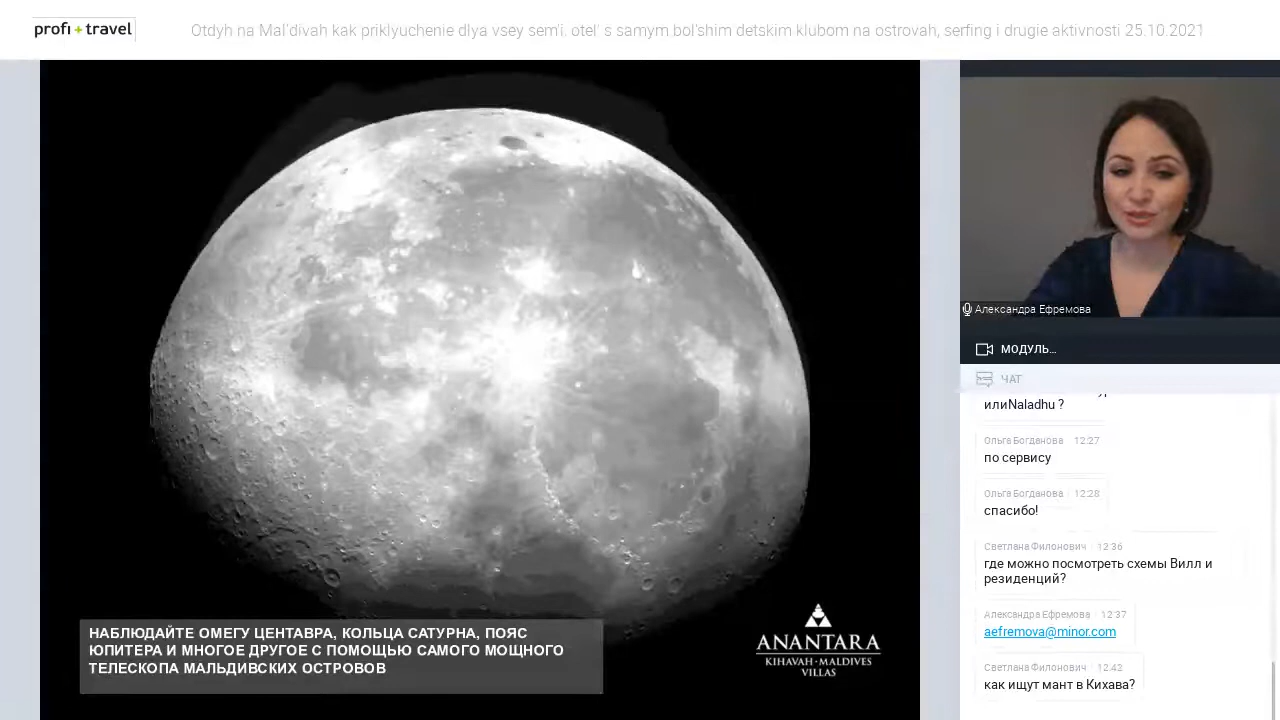 profi+travel
Otdyh na Mal'divah kak priklyuchenie dlya vsey sem'i. otel' s samym bol'shim detskim klubom na ostrovah, serfing i drugie aktivnosti 25.10.2021
НАБЛЮДАЙТЕ ОМЕГУ ЦЕНТАВРА, КОЛЬЦА САТУРНА, ПОЯС
ЮПИТЕРА И МНОГОЕ ДРУГОЕ С ПОМОЩЬЮ САМОГО МОЩНОГО
ТЕЛЕСКОПА МАЛЬДИВСКИХ ОСТРОВОВ
ANANTARA
KIHAVAH · MALDIVES
VILLAS
Александра Ефремова
МОДУЛЬ...
ЧАТ
илиNaladhu ?
Ольга Богданова 12:27
по сервису
Ольга Богданова 12:28
спасибо!
Светлана Филонович 12:36
где можно посмотреть схемы Вилл и
резиденций?
Александра Ефремова 12:37
aefremova@minor.com
Светлана Филонович 12:42
как ищут мант в Кихава?